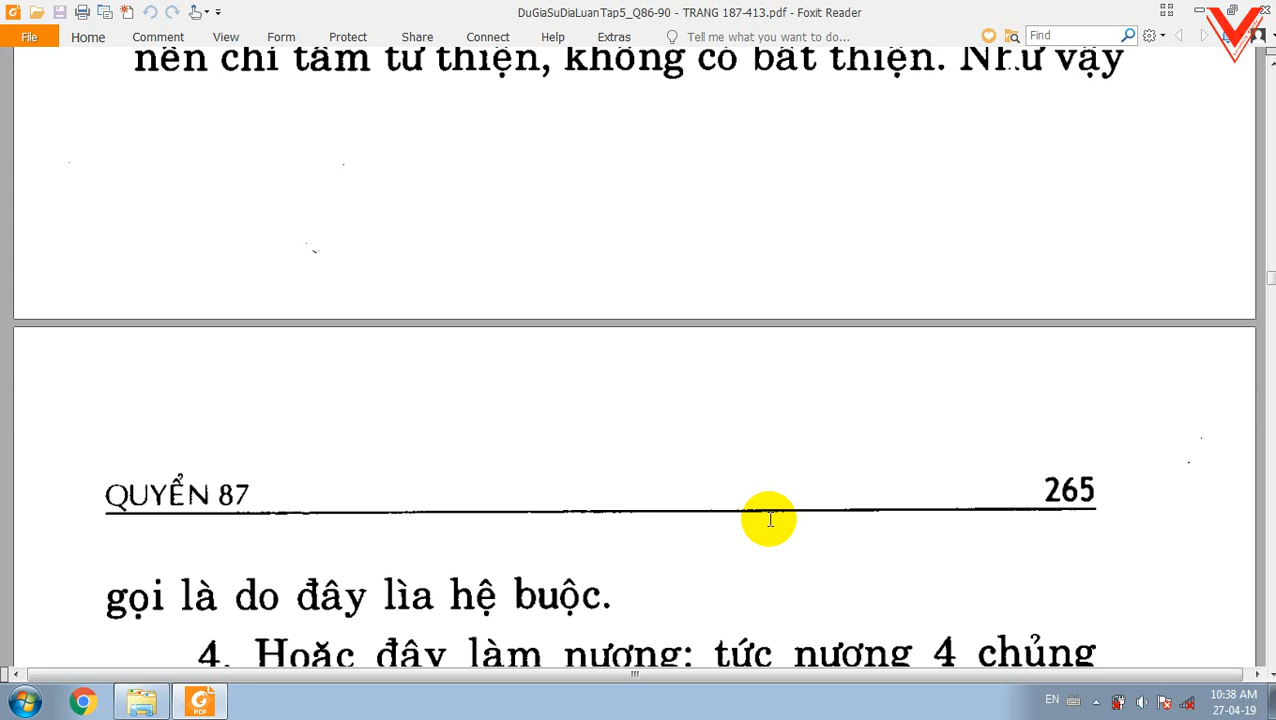 DuGiaSuDiaLuanTap5_Q86-90 - TRANG 187-413.pdf - Foxit Reader
File Home Comment View Form Protect Share Connect Help Extras Tell me what you want to do... Find
nên chỉ tầm tư thiện, không có bất thiện. Như vậy
QUYỂN 87 265
gọi là do đây lìa hệ buộc.
4. Hoặc đây làm nương: tức nương 4 chủng
PDF
EN 10:38 AM
27-04-19